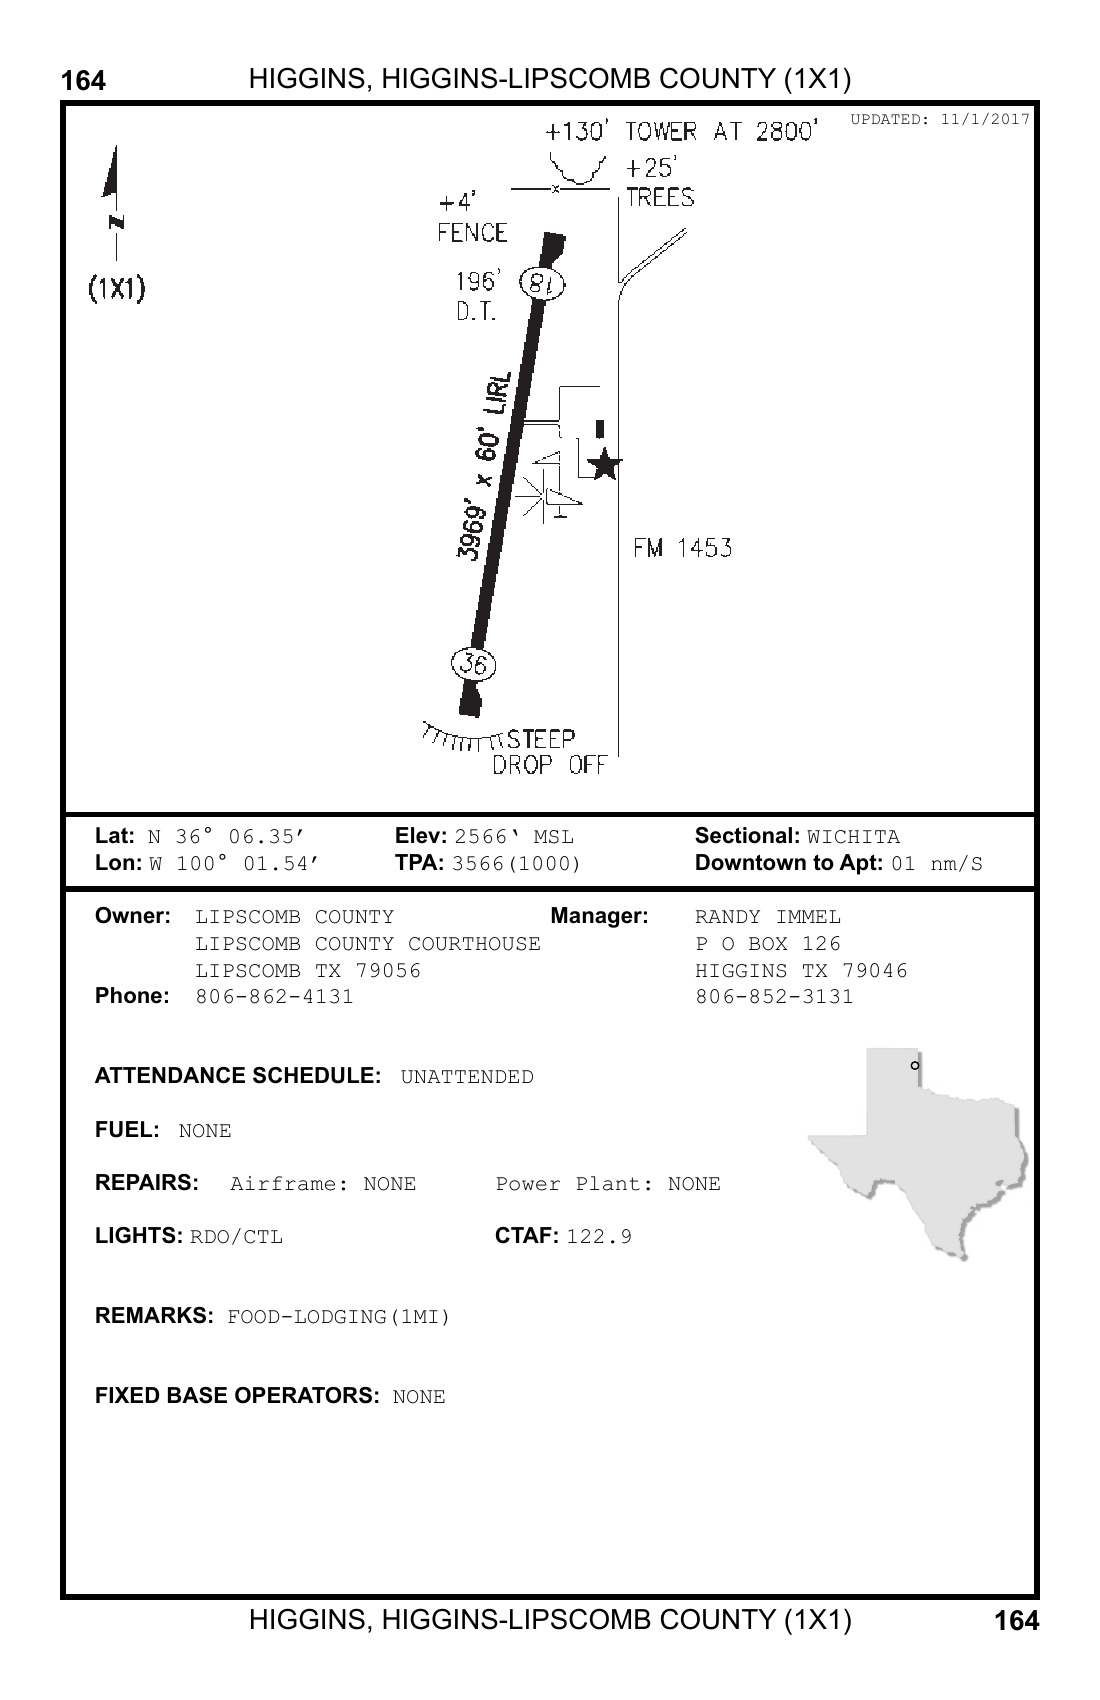 164 HIGGINS, HIGGINS-LIPSCOMB COUNTY (1X1)
UPDATED: 11/1/2017
+130' TOWER AT 2800'
+25'
TREES
+4'
FENCE
N
(1X1)
196'
D.T.
18
3969' x 60' LIRL
FM 1453
36
STEEP
DROP OFF
Lat: N 36° 06.35′ Elev: 2566‘ MSL Sectional: WICHITA
Lon: W 100° 01.54′ TPA: 3566(1000) Downtown to Apt: 01 nm/S
Owner: LIPSCOMB COUNTY Manager: RANDY IMMEL
LIPSCOMB COUNTY COURTHOUSE P O BOX 126
LIPSCOMB TX 79056 HIGGINS TX 79046
Phone: 806-862-4131 806-852-3131
ATTENDANCE SCHEDULE: UNATTENDED
FUEL: NONE
REPAIRS: Airframe: NONE Power Plant: NONE
LIGHTS: RDO/CTL CTAF: 122.9
REMARKS: FOOD-LODGING(1MI)
FIXED BASE OPERATORS: NONE
HIGGINS, HIGGINS-LIPSCOMB COUNTY (1X1) 164